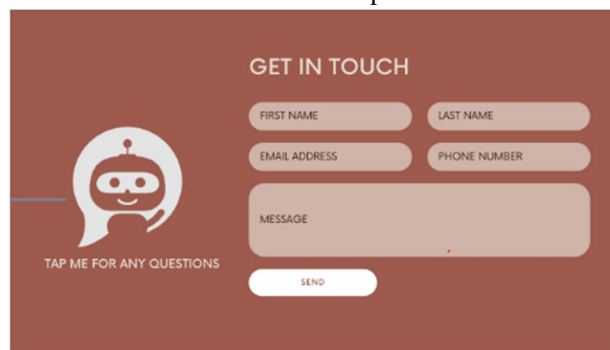 GET IN TOUCH
FIRST NAME
LAST NAME
EMAIL ADDRESS
PHONE NUMBER
MESSAGE
SEND
TAP ME FOR ANY QUESTIONS